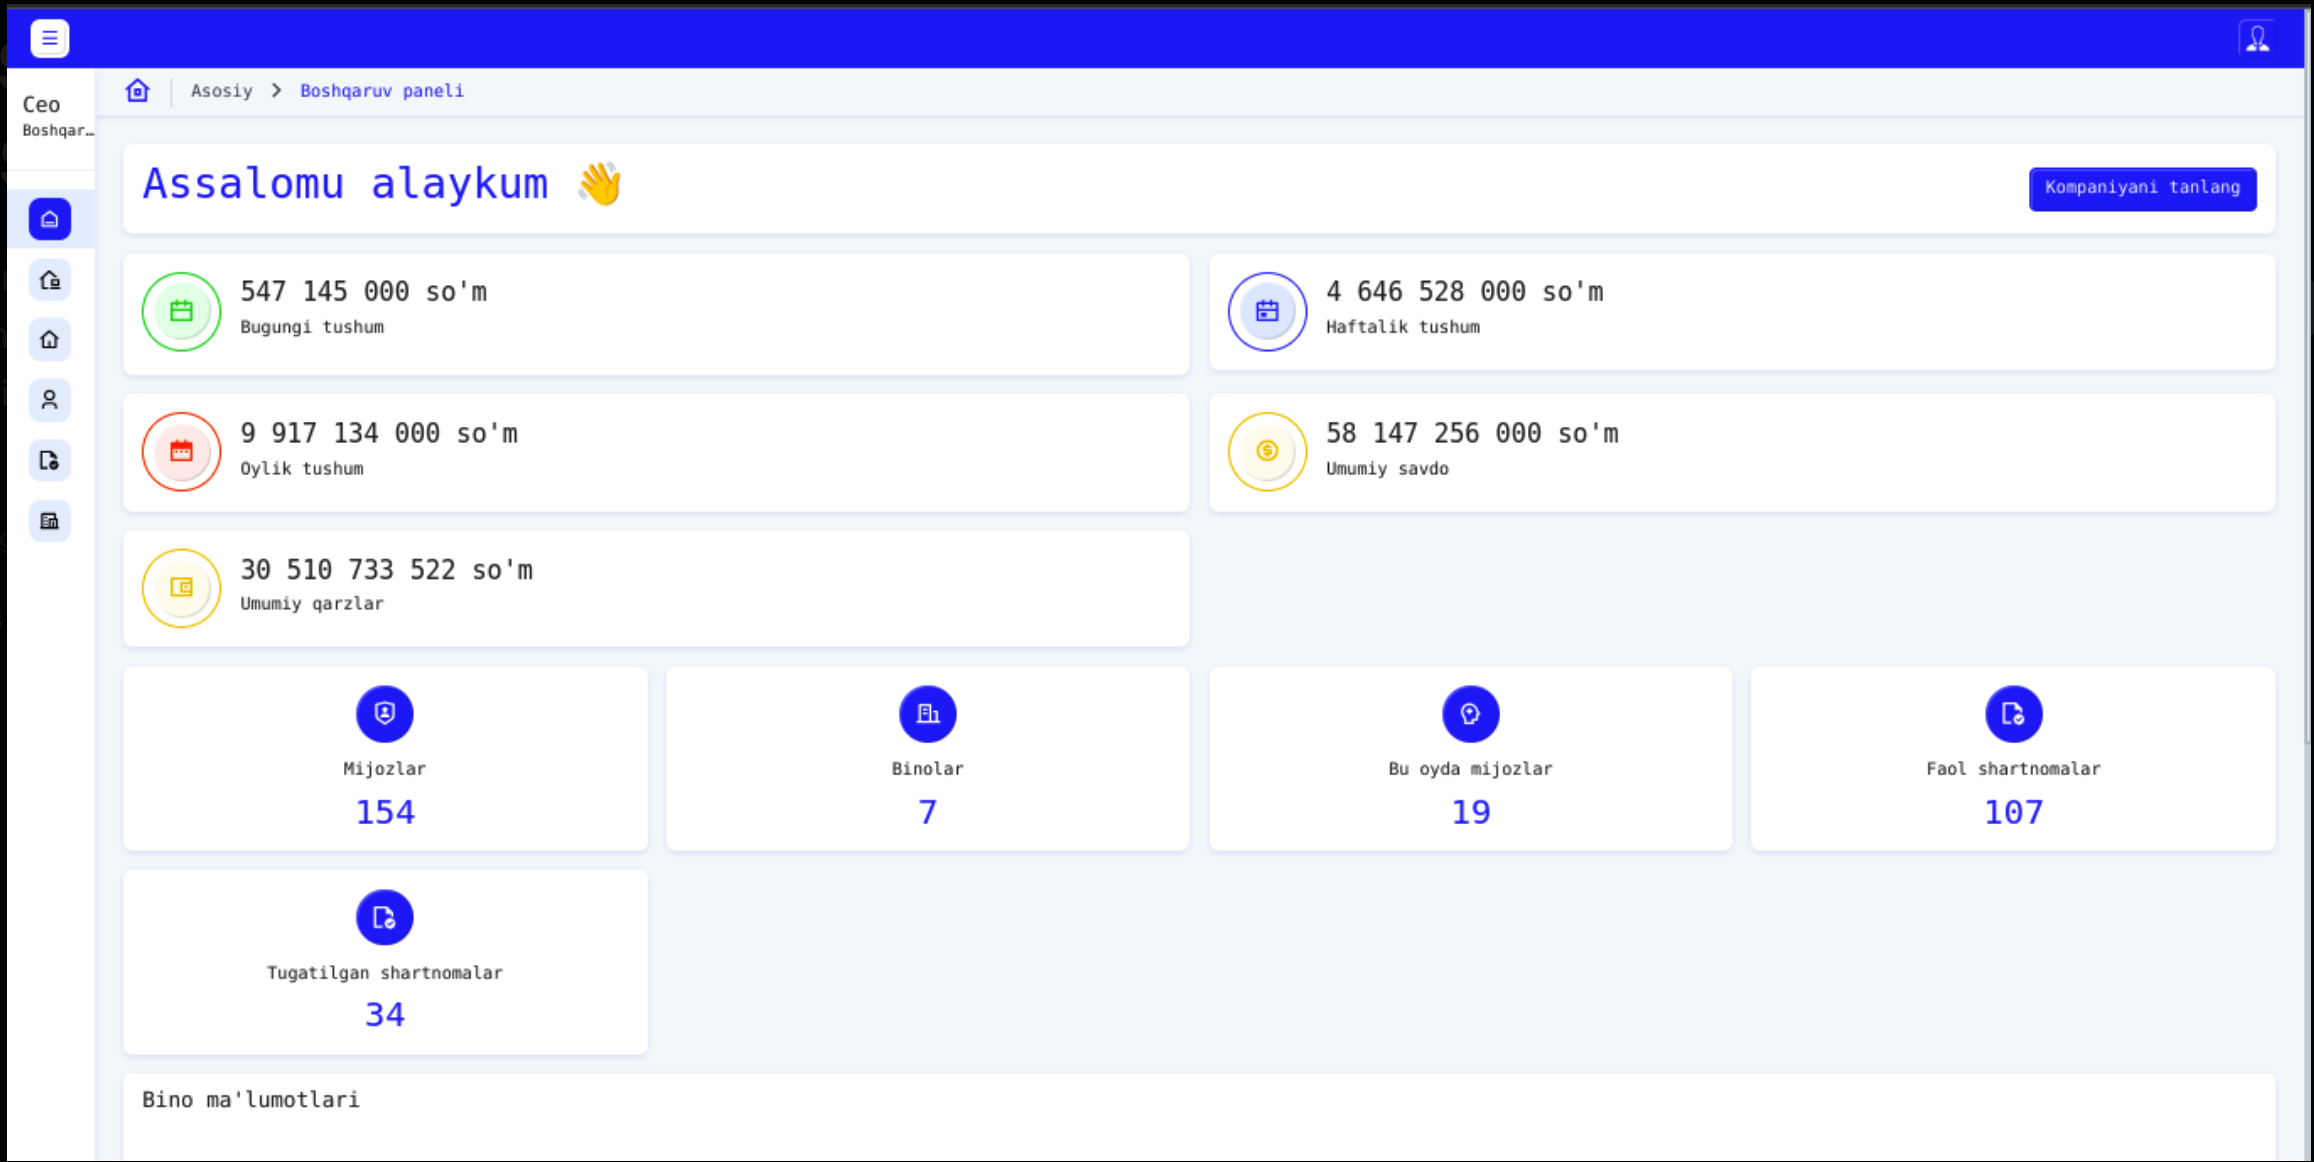 Ceo
Boshqar…
Asosiy > Boshqaruv paneli
Assalomu alaykum 👋
Kompaniyani tanlang
547 145 000 so'm
Bugungi tushum
4 646 528 000 so'm
Haftalik tushum
9 917 134 000 so'm
Oylik tushum
58 147 256 000 so'm
Umumiy savdo
30 510 733 522 so'm
Umumiy qarzlar
Mijozlar
154
Binolar
7
Bu oyda mijozlar
19
Faol shartnomalar
107
Tugatilgan shartnomalar
34
Bino ma'lumotlari